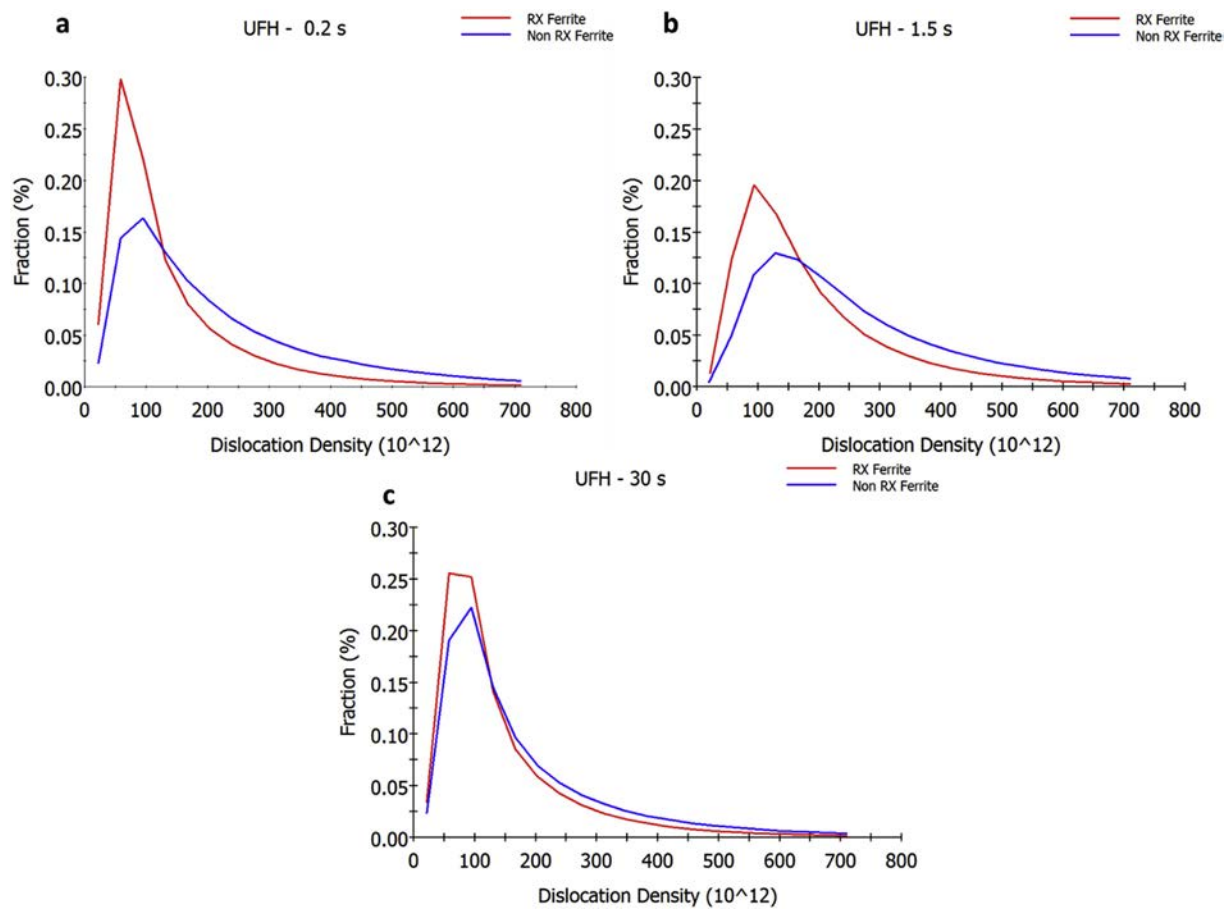 a
UFH - 0.2 s
RX Ferrite
Non RX Ferrite
0.30
0.25
0.20
0.15
0.10
0.05
0.00
Fraction (%)
0 100 200 300 400 500 600 700 800
Dislocation Density (10^12)
b
UFH - 1.5 s
RX Ferrite
Non RX Ferrite
0.30
0.25
0.20
0.15
0.10
0.05
0.00
Fraction (%)
0 100 200 300 400 500 600 700 800
Dislocation Density (10^12)
c
UFH - 30 s
RX Ferrite
Non RX Ferrite
0.30
0.25
0.20
0.15
0.10
0.05
0.00
Fraction (%)
0 100 200 300 400 500 600 700 800
Dislocation Density (10^12)